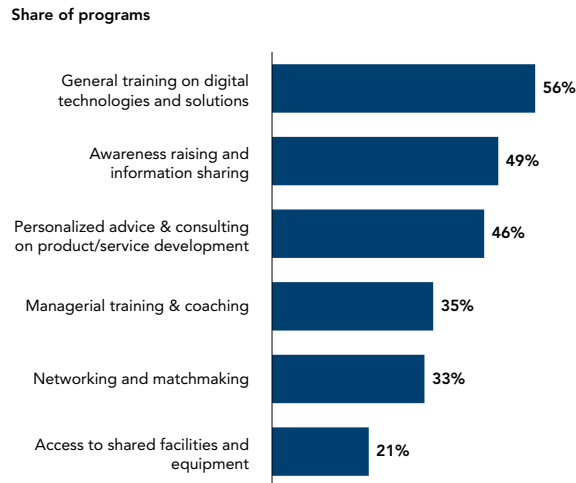 Share of programs
General training on digital
technologies and solutions
56%
Awareness raising and
information sharing
49%
Personalized advice & consulting
on product/service development
46%
Managerial training & coaching
35%
Networking and matchmaking
33%
Access to shared facilities and
equipment
21%